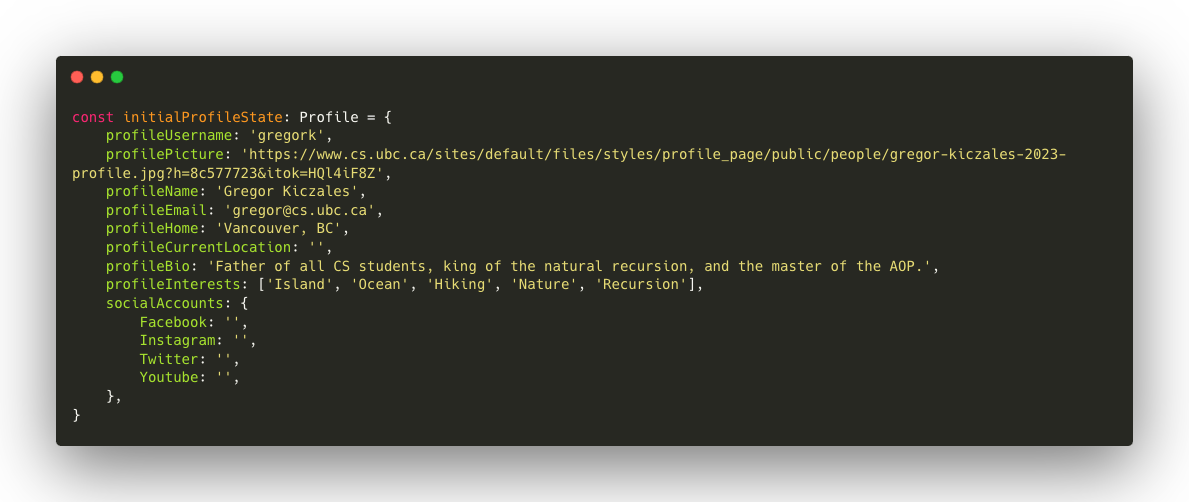 const initialProfileState: Profile = {
    profileUsername: 'gregork',
    profilePicture: 'https://www.cs.ubc.ca/sites/default/files/styles/profile_page/public/people/gregor-kiczales-2023-
profile.jpg?h=8c577723&itok=HQl4iF8Z',
    profileName: 'Gregor Kiczales',
    profileEmail: 'gregor@cs.ubc.ca',
    profileHome: 'Vancouver, BC',
    profileCurrentLocation: '',
    profileBio: 'Father of all CS students, king of the natural recursion, and the master of the AOP.',
    profileInterests: ['Island', 'Ocean', 'Hiking', 'Nature', 'Recursion'],
    socialAccounts: {
        Facebook: '',
        Instagram: '',
        Twitter: '',
        Youtube: '',
    },
}